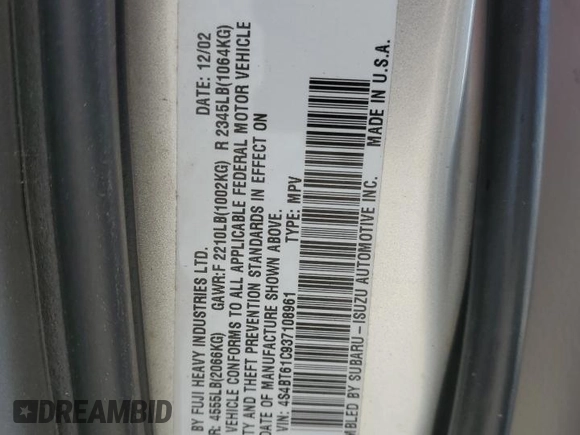 BY FUJI HEAVY INDUSTRIES LTD. DATE: 12/02
4555LB(2066KG) GAWR:F 2210LB(1002KG) R 2345LB(1064KG)
VEHICLE CONFORMS TO ALL APPLICABLE FEDERAL MOTOR VEHICLE
AND THEFT PREVENTION STANDARDS IN EFFECT ON
DATE OF MANUFACTURE SHOWN ABOVE.
VIN: 4S4BT61C937108961 TYPE: MPV
BLED BY SUBARU-ISUZU AUTOMOTIVE INC. MADE IN U.S.A.
DREAMBID